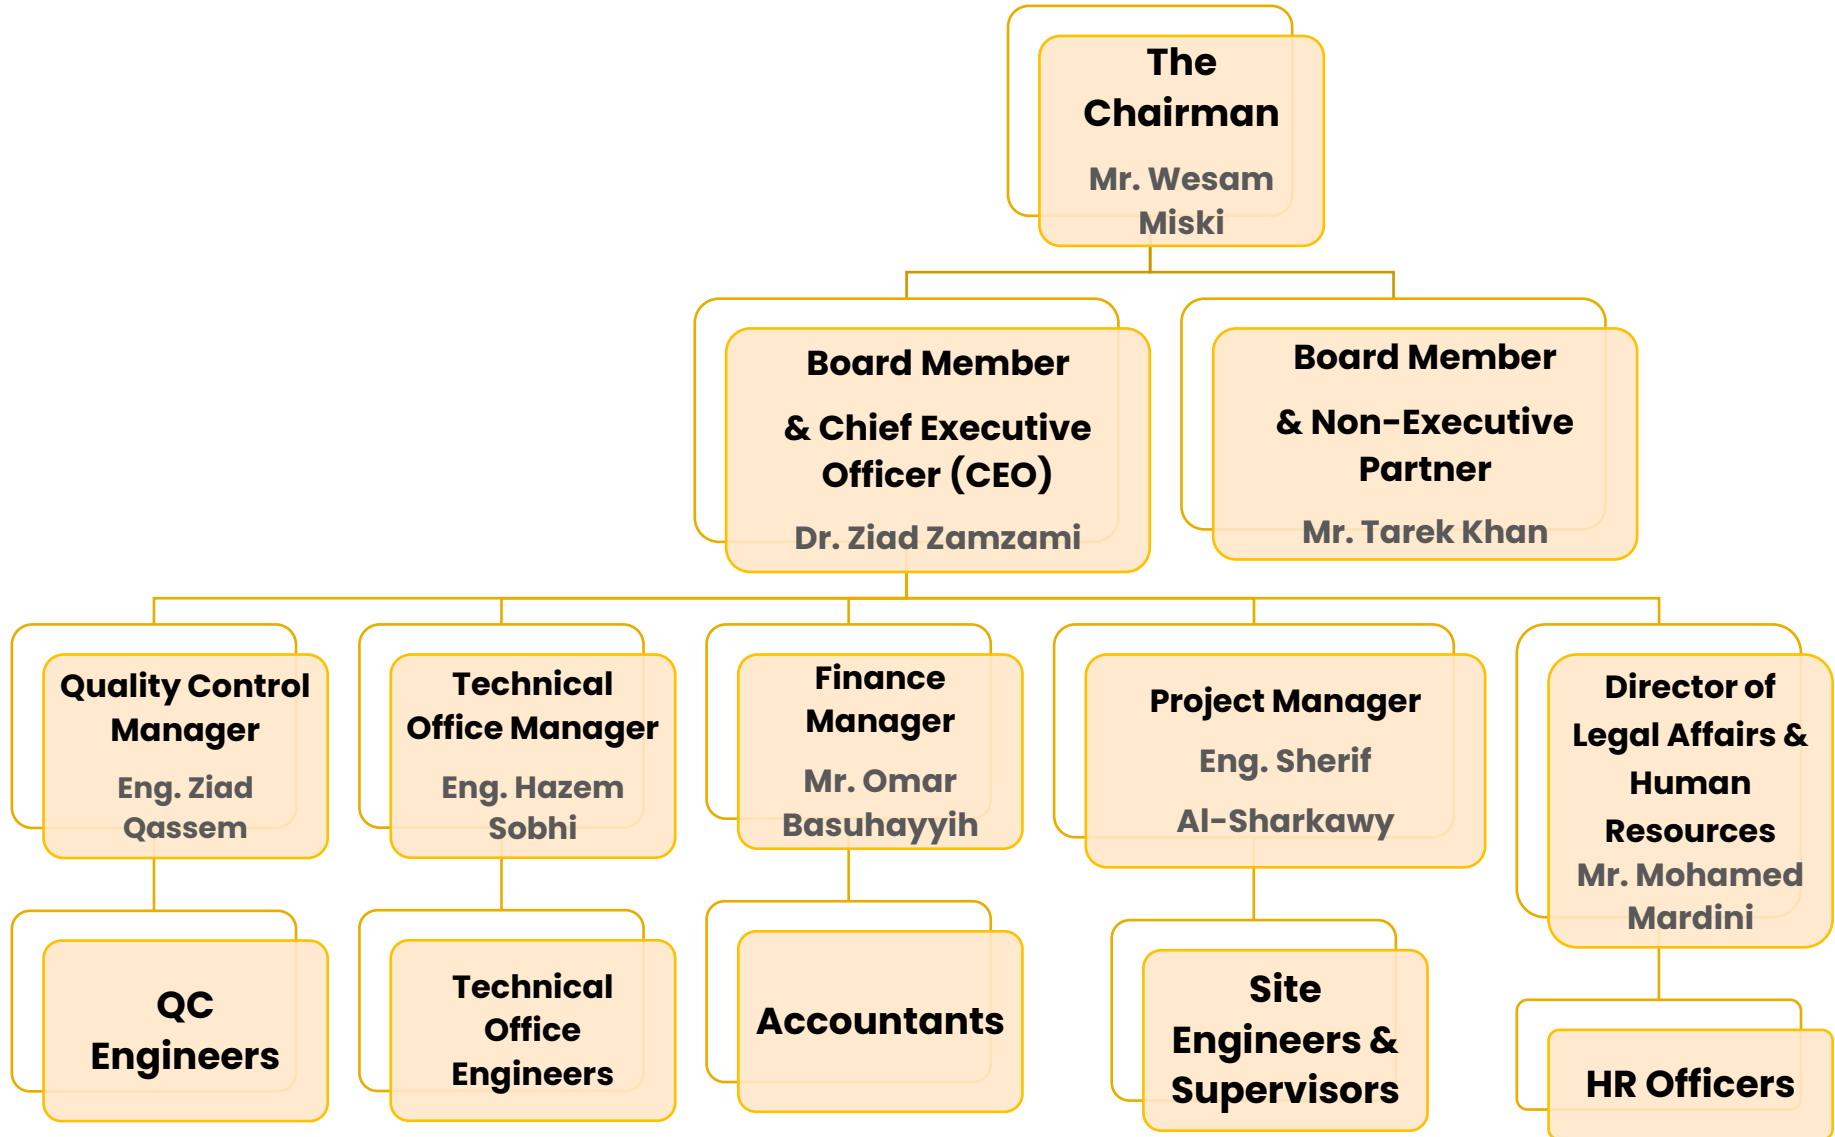 The
Chairman
Mr. Wesam
Miski
Board Member
& Chief Executive
Officer (CEO)
Dr. Ziad Zamzami
Board Member
& Non-Executive
Partner
Mr. Tarek Khan
Quality Control
Manager
Eng. Ziad
Qassem
Technical
Office Manager
Eng. Hazem
Sobhi
Finance
Manager
Mr. Omar
Basuhayyih
Project Manager
Eng. Sherif
Al-Sharkawy
Director of
Legal Affairs &
Human
Resources
Mr. Mohamed
Mardini
QC
Engineers
Technical
Office
Engineers
Accountants
Site
Engineers &
Supervisors
HR Officers